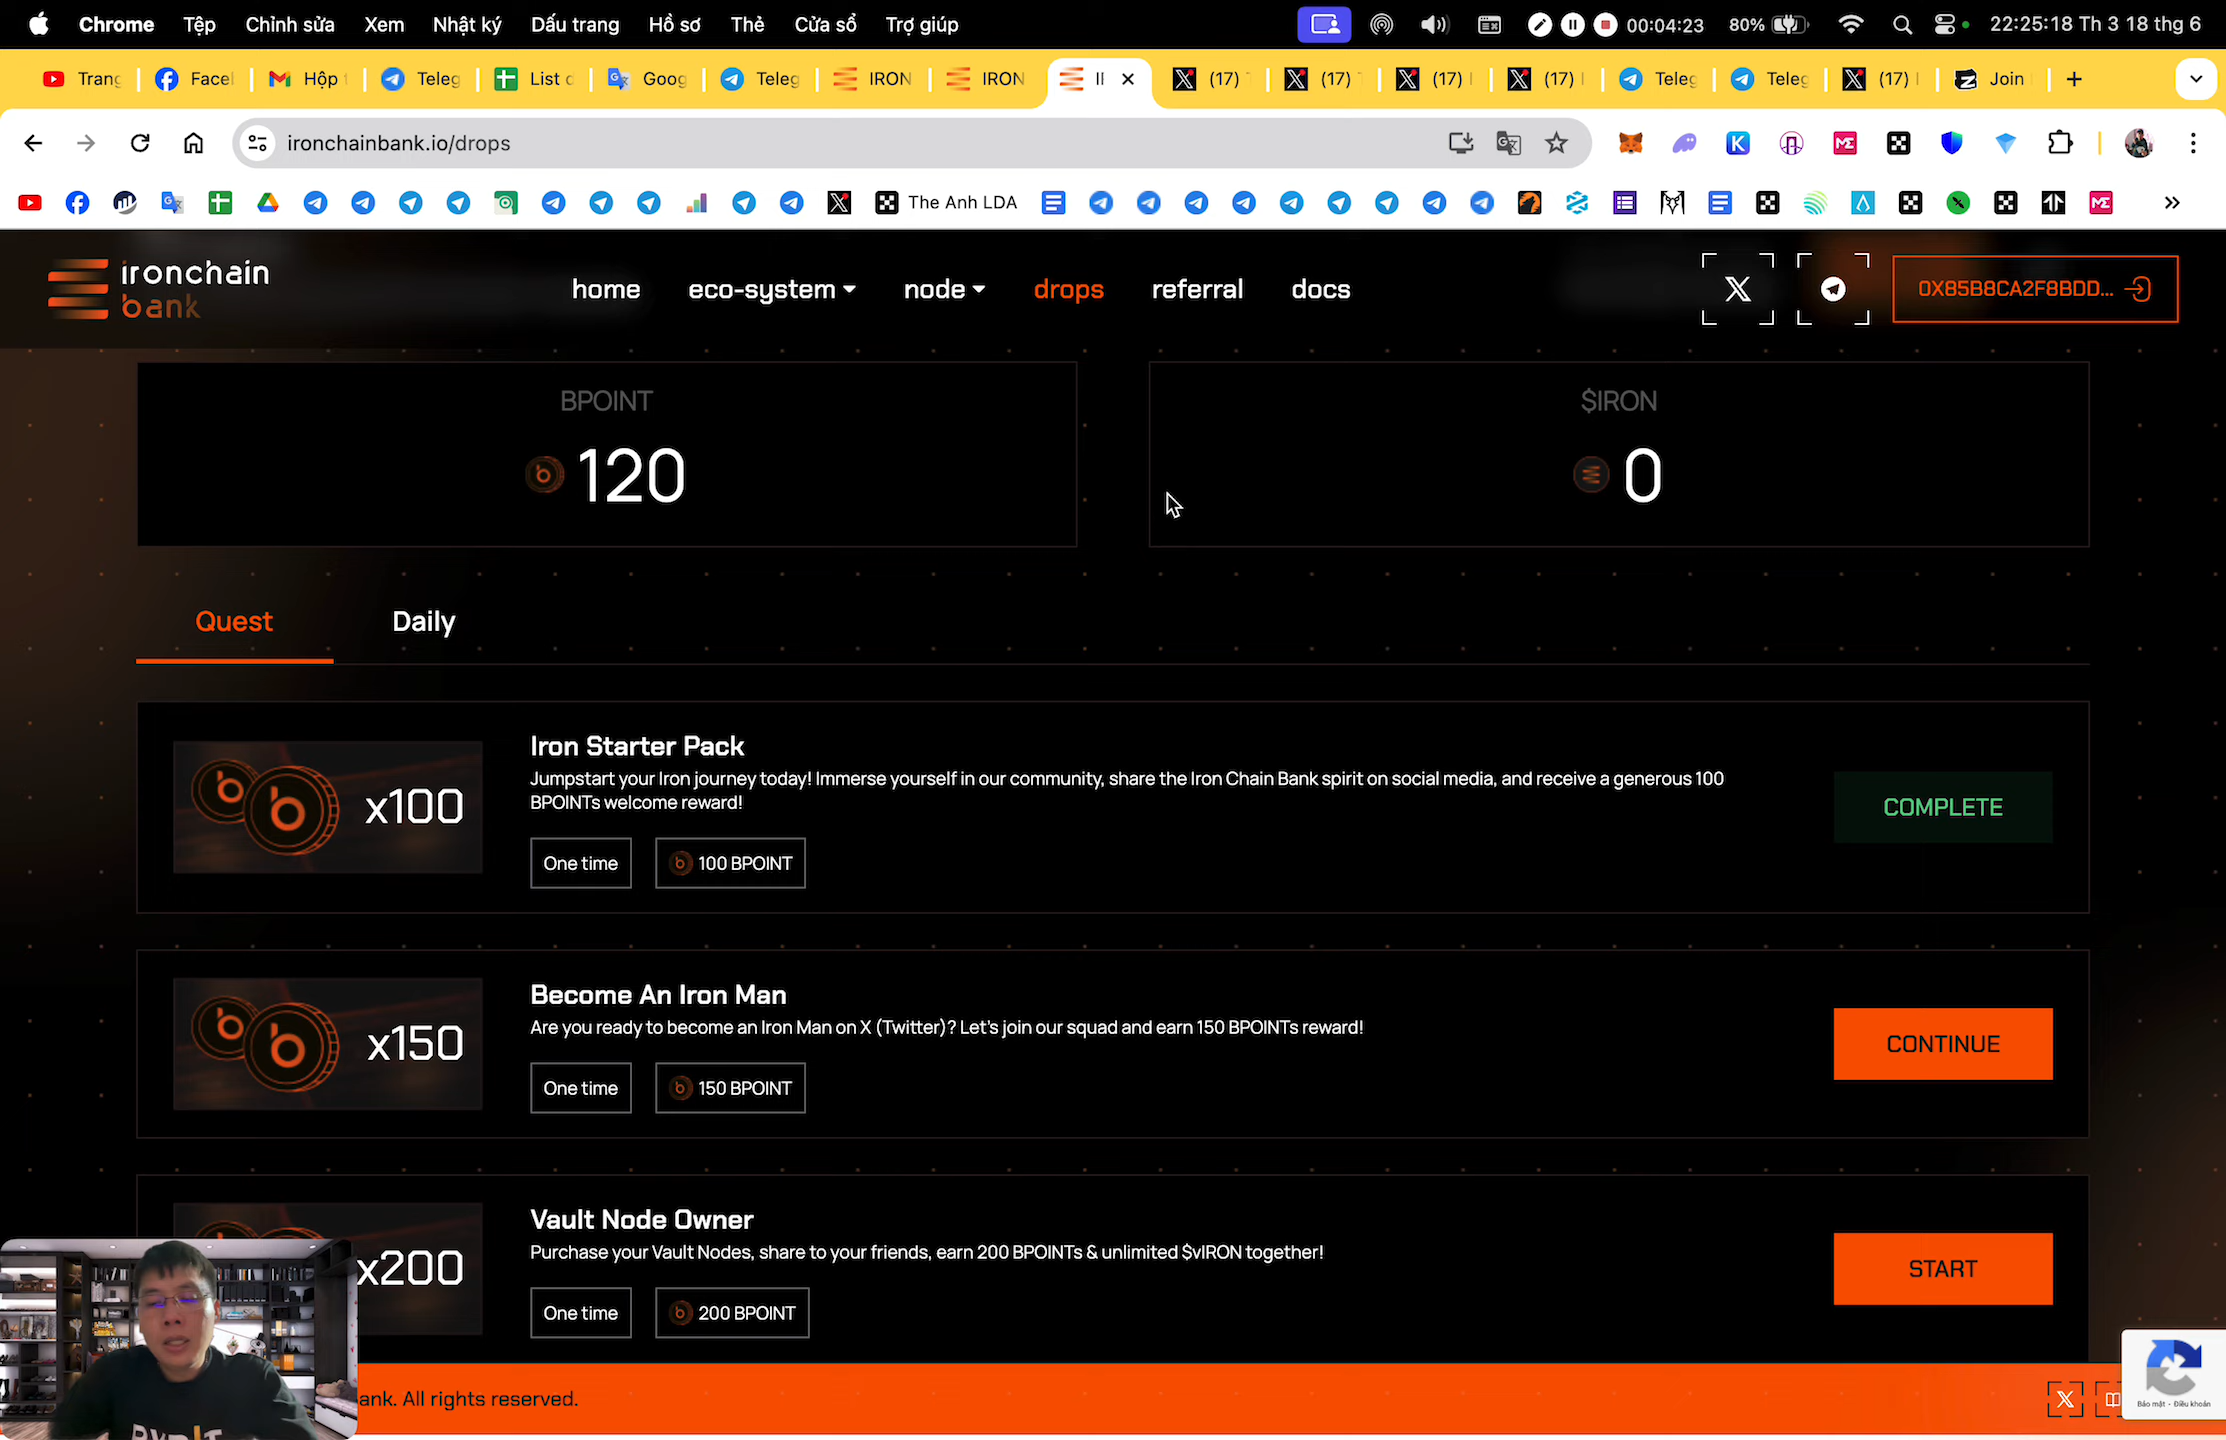 Chrome Tệp Chỉnh sửa Xem Nhật ký Dấu trang Hồ sơ Thẻ Cửa sổ Trợ giúp 00:04:23 80% 22:25:18 Th 3 18 thg 6
Trang Facel Hộp Teleg List Goog Teleg IRON IRON (17) (17) (17) (17) Teleg Teleg (17) Join
ironchainbank.io/drops
The Anh LDA
ironchain
bank
home eco-system node drops referral docs 0X85B8CA2F8BDD...
BPOINT
120
$IRON
0
Quest Daily
x100
Iron Starter Pack
Jumpstart your Iron journey today! Immerse yourself in our community, share the Iron Chain Bank spirit on social media, and receive a generous 100
BPOINTs welcome reward!
One time 100 BPOINT
COMPLETE
x150
Become An Iron Man
Are you ready to become an Iron Man on X (Twitter)? Let's join our squad and earn 150 BPOINTs reward!
One time 150 BPOINT
CONTINUE
x200
Vault Node Owner
Purchase your Vault Nodes, share to your friends, earn 200 BPOINTs & unlimited $vIRON together!
One time 200 BPOINT
START
ank. All rights reserved.
Bảo mật - Điều khoản